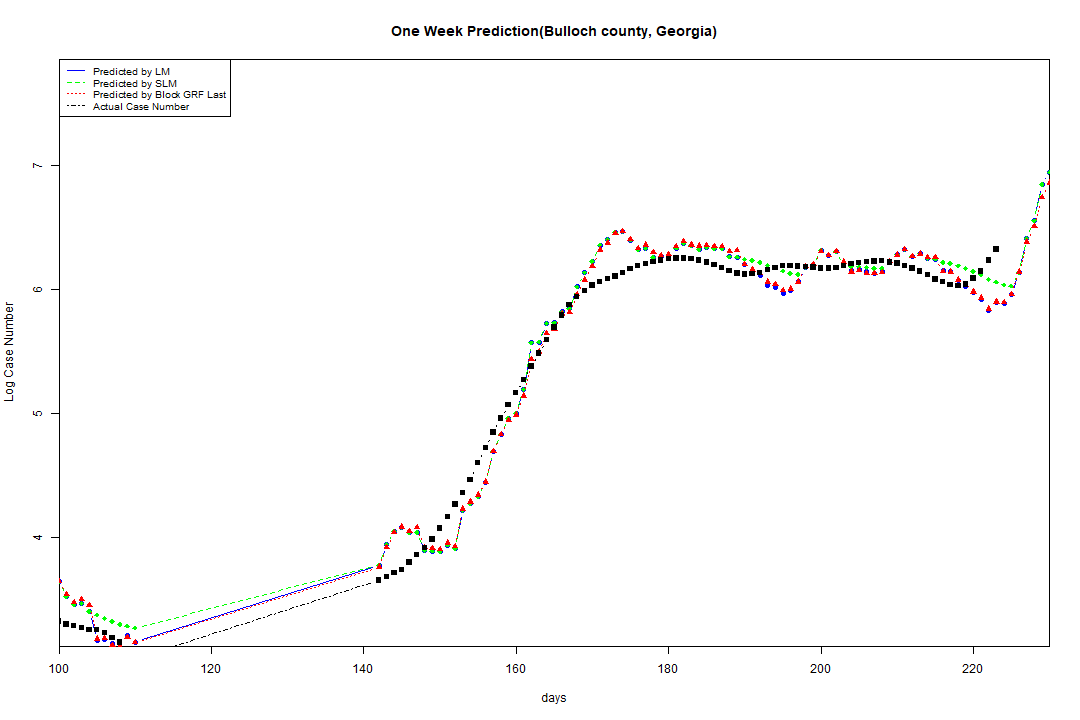 One Week Prediction(Bulloch county, Georgia)
Predicted by LM
Predicted by SLM
Predicted by Block GRF Last
Actual Case Number
Log Case Number
7
6
5
4
100 120 140 160 180 200 220
days